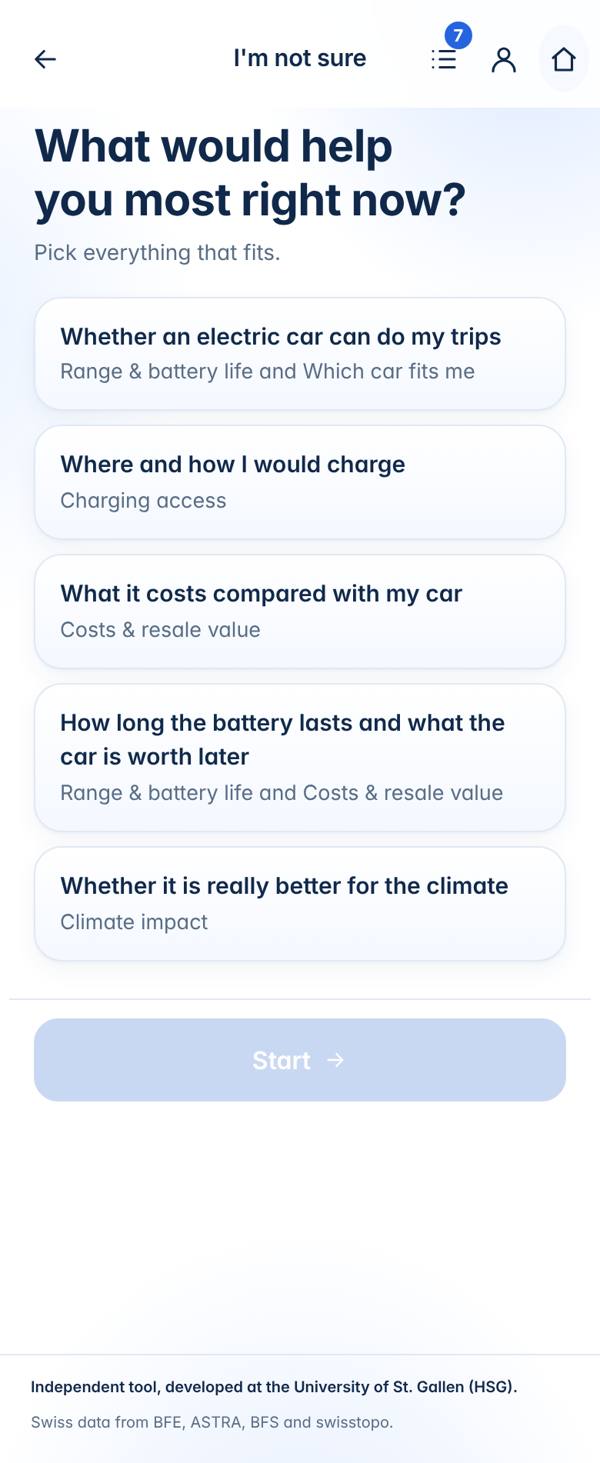 I'm not sure
7
What would help
you most right now?
Pick everything that fits.
Whether an electric car can do my trips
Range & battery life and Which car fits me
Where and how I would charge
Charging access
What it costs compared with my car
Costs & resale value
How long the battery lasts and what the
car is worth later
Range & battery life and Costs & resale value
Whether it is really better for the climate
Climate impact
Start →
Independent tool, developed at the University of St. Gallen (HSG).
Swiss data from BFE, ASTRA, BFS and swisstopo.